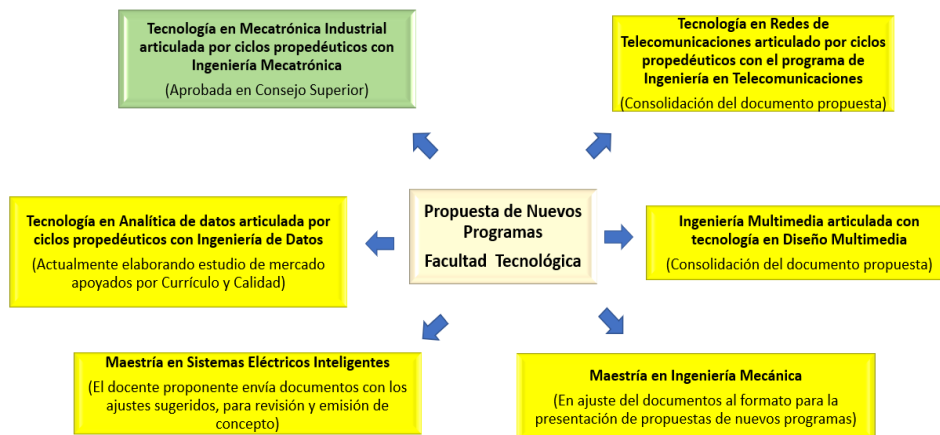 Tecnología en Mecatrónica Industrial
articulada por ciclos propedéuticos con
Ingeniería Mecatrónica
(Aprobada en Consejo Superior)
Tecnología en Redes de
Telecomunicaciones articulado por ciclos
propedéuticos con el programa de
Ingeniería en Telecomunicaciones
(Consolidación del documento propuesta)
Tecnología en Analítica de datos articulada por
ciclos propedéuticos con Ingeniería de Datos
(Actualmente elaborando estudio de mercado
apoyados por Currículo y Calidad)
Propuesta de Nuevos
Programas
Facultad Tecnológica
Ingeniería Multimedia articulada con
tecnología en Diseño Multimedia
(Consolidación del documento propuesta)
Maestría en Sistemas Eléctricos Inteligentes
(El docente proponente envía documentos con los
ajustes sugeridos, para revisión y emisión de
concepto)
Maestría en Ingeniería Mecánica
(En ajuste del documentos al formato para la
presentación de propuestas de nuevos programas)